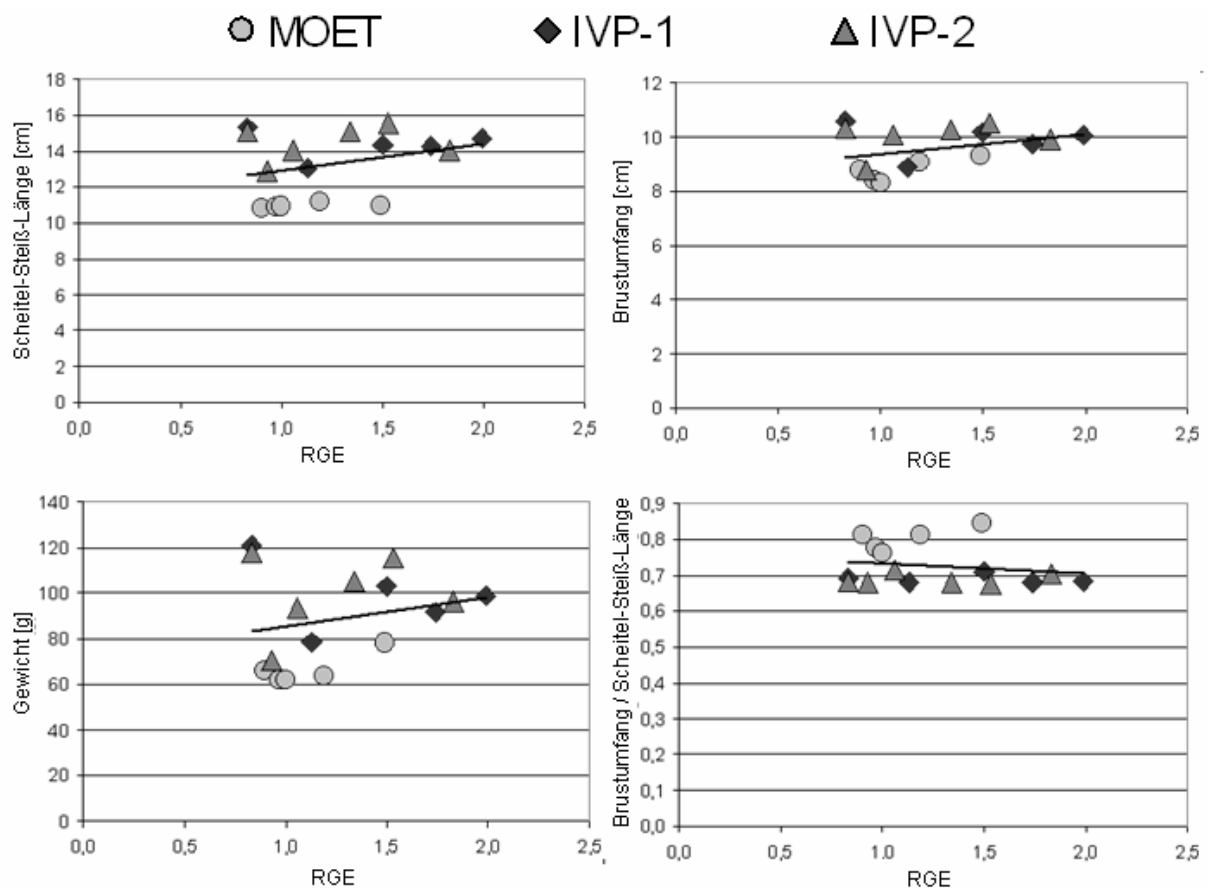 MOET IVP-1 IVP-2
Scheitel-Steiß-Länge [cm]
18
16
14
12
10
8
6
4
2
0
0,0 0,5 1,0 1,5 2,0 2,5
RGE
Brustumfang [cm]
12
10
8
6
4
2
0
0,0 0,5 1,0 1,5 2,0 2,5
RGE
Gewicht [g]
140
120
100
80
60
40
20
0
0,0 0,5 1,0 1,5 2,0 2,5
RGE
Brustumfang / Scheitel-Steiß-Länge
0,9
0,8
0,7
0,6
0,5
0,4
0,3
0,2
0,1
0,0
0,0 0,5 1,0 1,5 2,0 2,5
RGE